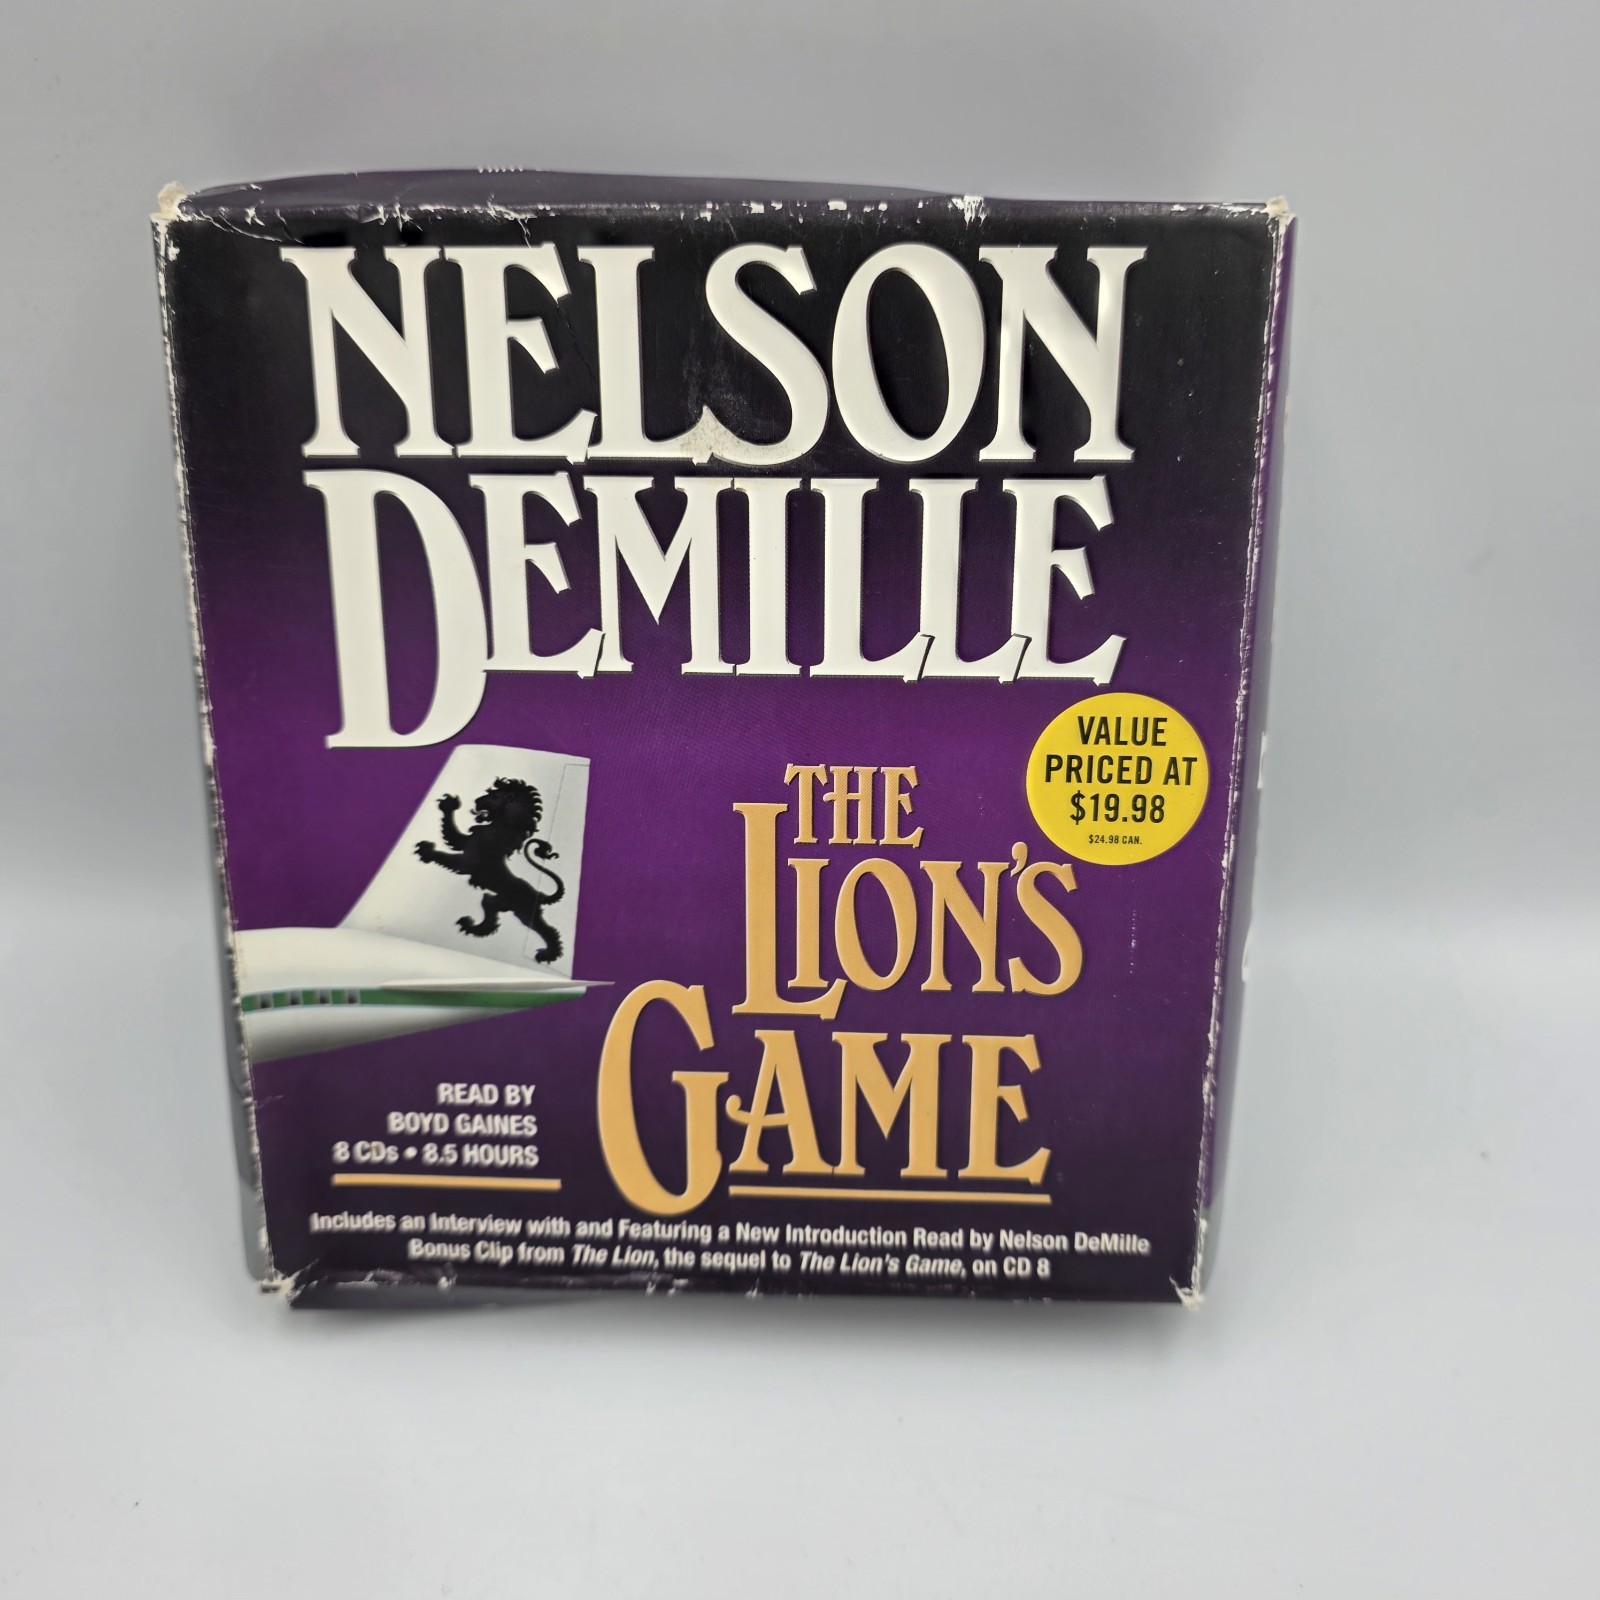 NELSON
DEMILLE
VALUE
PRICED AT
$19.98
$24.98 CAN.
THE
LION'S
GAME
READ BY
BOYD GAINES
8 CDs • 8.5 HOURS
Includes an Interview with and Featuring a New Introduction Read by Nelson DeMille
Bonus Clip from The Lion, the sequel to The Lion's Game, on CD 8